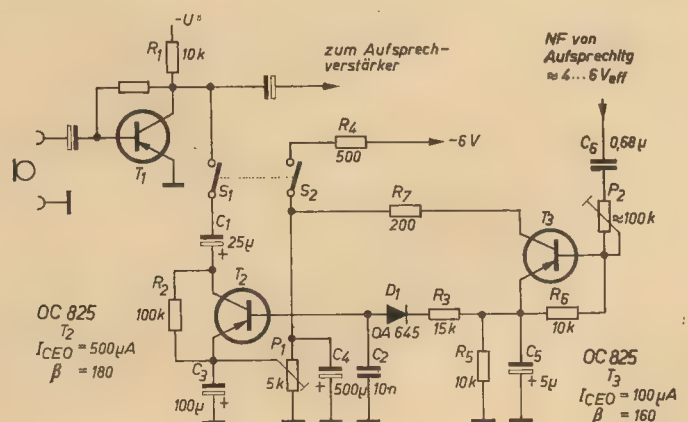 -U"
R1 10k
zum Aufsprech-
verstärker
NF von
Aufsprechltg
≈ 4...6 Veff
R4
500
-6V
C6 0,68µ
T1
S1
S2
R7
200
P2
≈100k
T3
C1
25µ
+
R2
100k
T2
D1
OA 645
R3
15k
R6
10k
OC 825
T2
ICEO = 500µA
β = 180
P1
5k
C3
100µ
+
C4
500µ
+
C2
10n
R5
10k
C5
5µ
+
OC 825
T3
ICEO = 100µA
β = 160